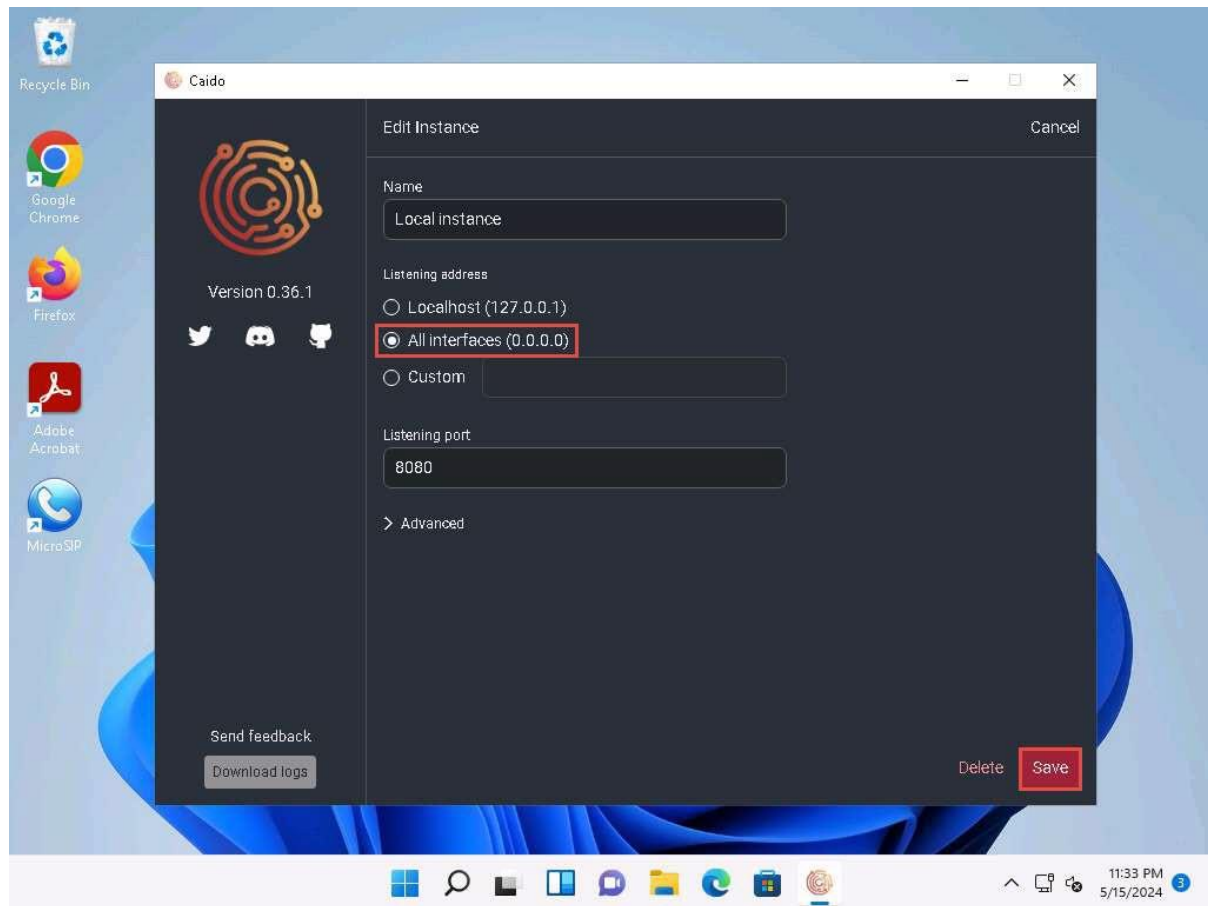 Recycle Bin
Google
Chrome
Firefox
Adobe
Acrobat
MicroSIP
Caido
Version 0.36.1
Send feedback
Download logs
Edit Instance
Cancel
Name
Local instance
Listening address
Localhost (127.0.0.1)
All interfaces (0.0.0.0)
Custom
Listening port
8080
Advanced
Delete
Save
11:33 PM
5/15/2024
3